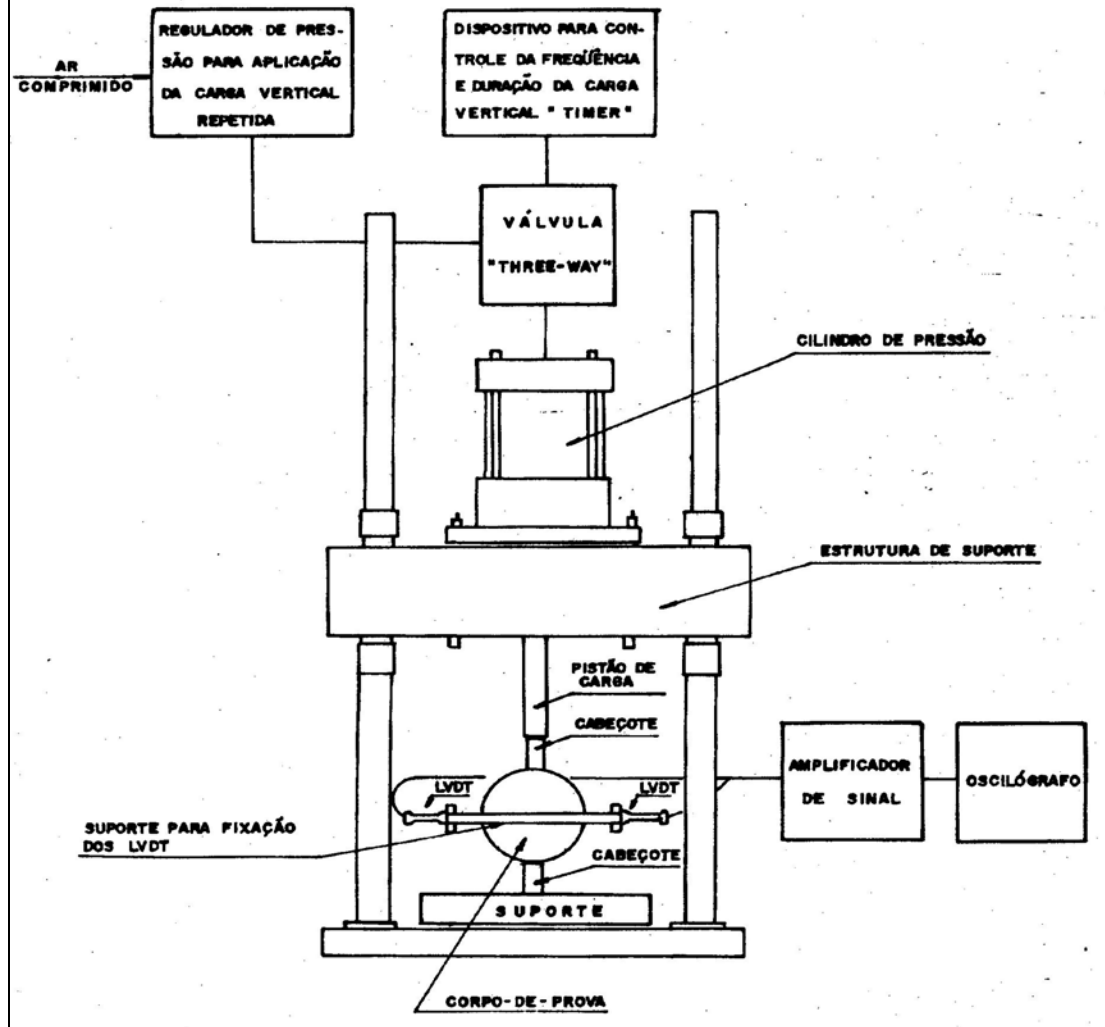 REGULADOR DE PRES-
SÃO PARA APLICAÇÃO
DA CARGA VERTICAL
REPETIDA
DISPOSITIVO PARA CON-
TROLE DA FREQÜÊNCIA
E DURAÇÃO DA CARGA
VERTICAL "TIMER"
AR
COMPRIMIDO
VÁLVULA
"THREE-WAY"
CILINDRO DE PRESSÃO
ESTRUTURA DE SUPORTE
PISTÃO DE
CARGA
CABEÇOTE
AMPLIFICADOR
DE SINAL
OSCILÓGRAFO
LVDT
LVDT
SUPORTE PARA FIXAÇÃO
DOS LVDT
CABEÇOTE
SUPORTE
CORPO-DE-PROVA